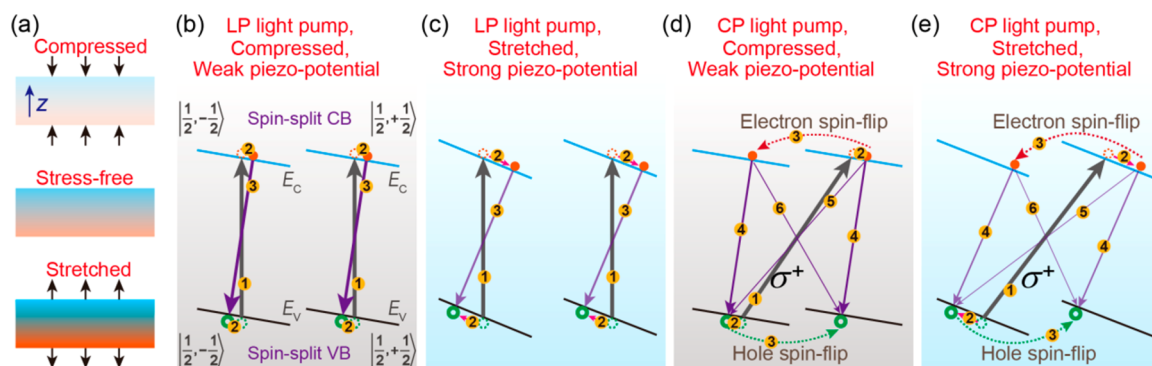 (a)
Compressed
z
Stress-free
Stretched
(b)
LP light pump,
Compressed,
Weak piezo-potential
|1/2,-1/2⟩
Spin-split CB
|1/2,+1/2⟩
2
2
3
3
E_C
E_C
1
1
E_V
E_V
2
2
|1/2,-1/2⟩
Spin-split VB
|1/2,+1/2⟩
(c)
LP light pump,
Stretched,
Strong piezo-potential
2
2
3
3
1
1
2
2
(d)
CP light pump,
Compressed,
Weak piezo-potential
Electron spin-flip
3
2
6
5
4
4
σ+
1
2
3
Hole spin-flip
(e)
CP light pump,
Stretched,
Strong piezo-potential
Electron spin-flip
3
2
6
5
4
4
σ+
1
2
3
Hole spin-flip